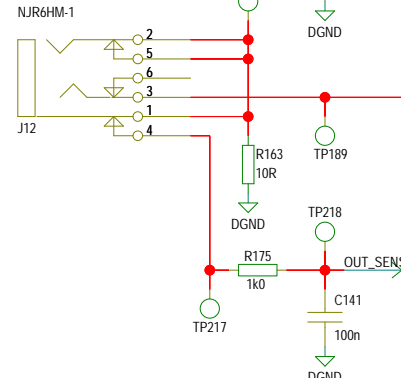 NJR6HM-1
DGND
2
5
6
3
1
4
J12
TP189
R163
10R
DGND
TP218
R175
1k0
OUT_SENS
C141
100n
TP217
DGND